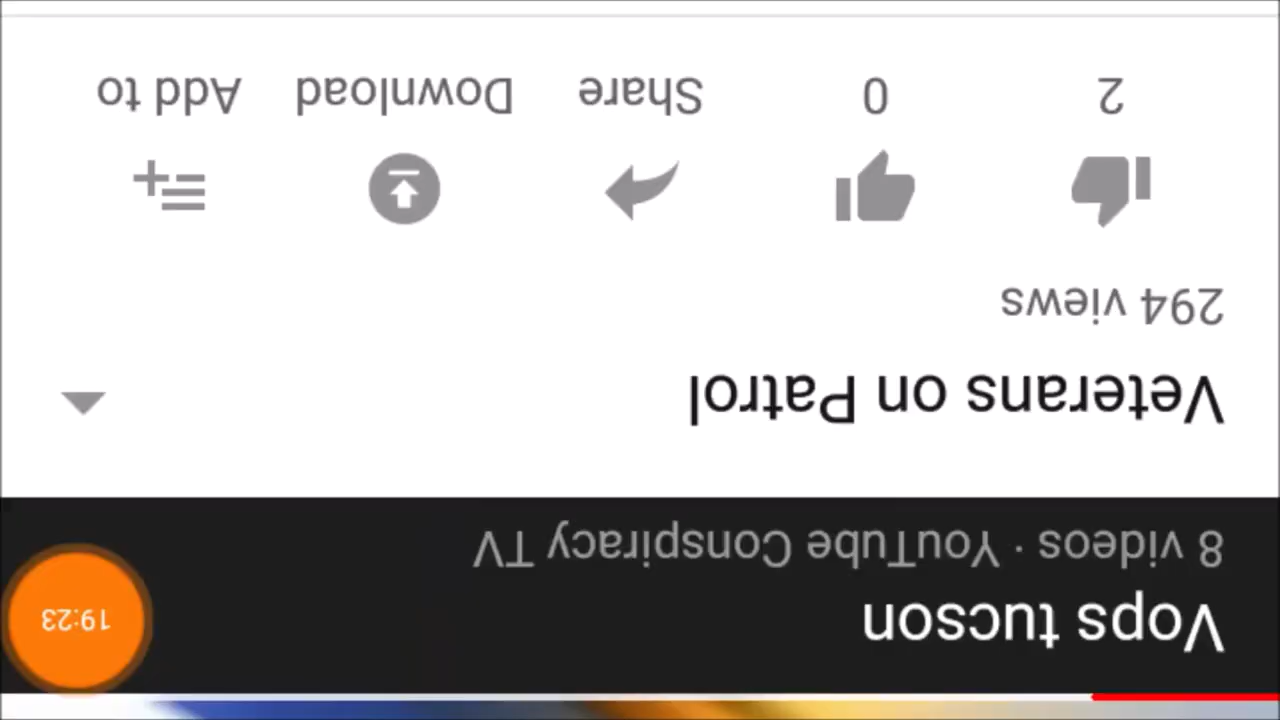 Vops tucson
19:23
8 videos · YouTube Conspiracy TV
Veterans on Patrol
294 views
2 0 Share Download Add to